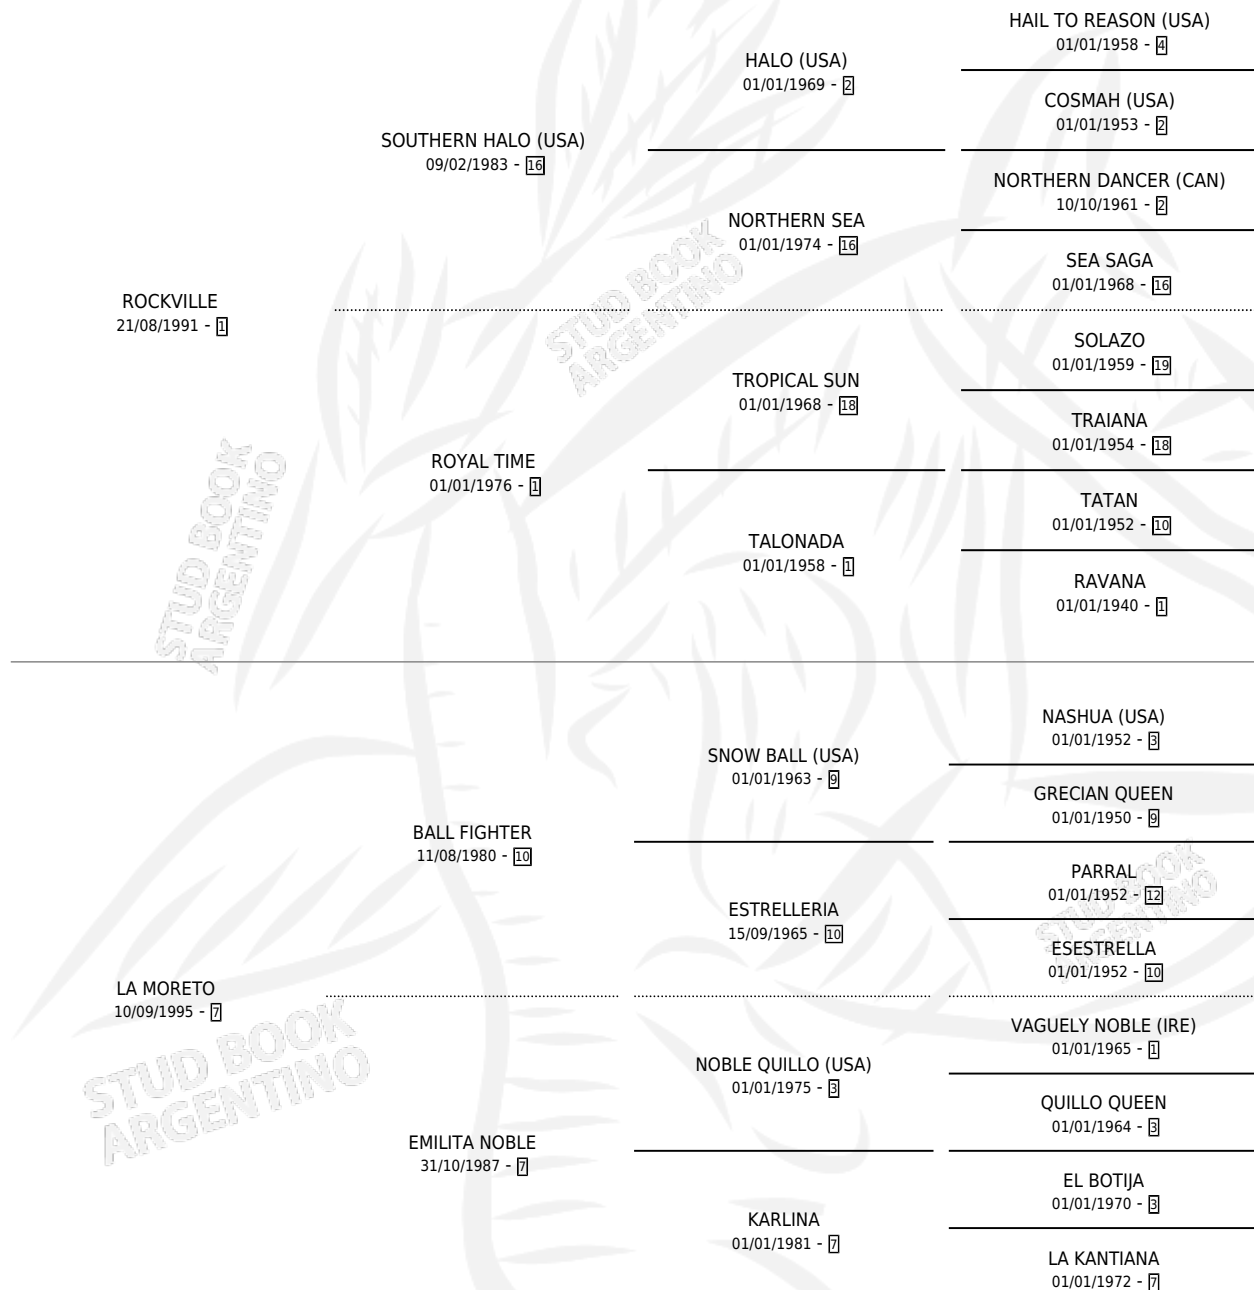 HAIL TO REASON (USA)
01/01/1958 - 4
HALO (USA)
01/01/1969 - 2
COSMAH (USA)
01/01/1953 - 2
SOUTHERN HALO (USA)
09/02/1983 - 16
NORTHERN DANCER (CAN)
10/10/1961 - 2
NORTHERN SEA
01/01/1974 - 16
SEA SAGA
01/01/1968 - 16
ROCKVILLE
21/08/1991 - 1
STUD BOOK
ARGENTINO
SOLAZO
01/01/1959 - 19
TROPICAL SUN
01/01/1968 - 18
TRAIANA
01/01/1954 - 18
ROYAL TIME
01/01/1976 - 1
TATAN
01/01/1952 - 10
TALONADA
01/01/1958 - 1
RAVANA
01/01/1940 - 1
STUD BOOK
ARGENTINO
NASHUA (USA)
01/01/1952 - 3
SNOW BALL (USA)
01/01/1963 - 9
GRECIAN QUEEN
01/01/1950 - 9
BALL FIGHTER
11/08/1980 - 10
PARRAL
01/01/1952 - 12
ESTRELLERIA
15/09/1965 - 10
STUD BOOK
ARGENTINO
ESESTRELLA
01/01/1952 - 10
LA MORETO
10/09/1995 - 7
VAGUELY NOBLE (IRE)
01/01/1965 - 1
NOBLE QUILLO (USA)
01/01/1975 - 3
STUD BOOK
ARGENTINO
QUILLO QUEEN
01/01/1964 - 3
EMILITA NOBLE
31/10/1987 - 7
EL BOTIJA
01/01/1970 - 3
KARLINA
01/01/1981 - 7
LA KANTIANA
01/01/1972 - 7